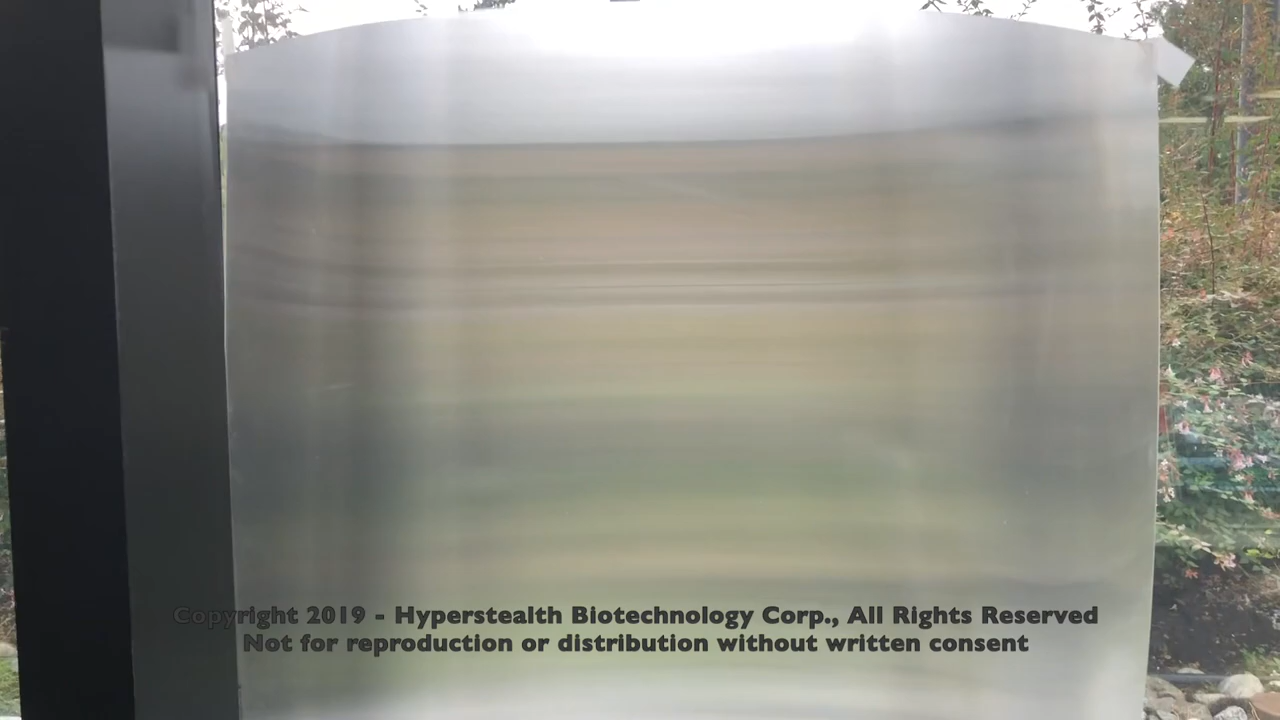 Copyright 2019 - Hyperstealth Biotechnology Corp., All Rights Reserved
Not for reproduction or distribution without written consent